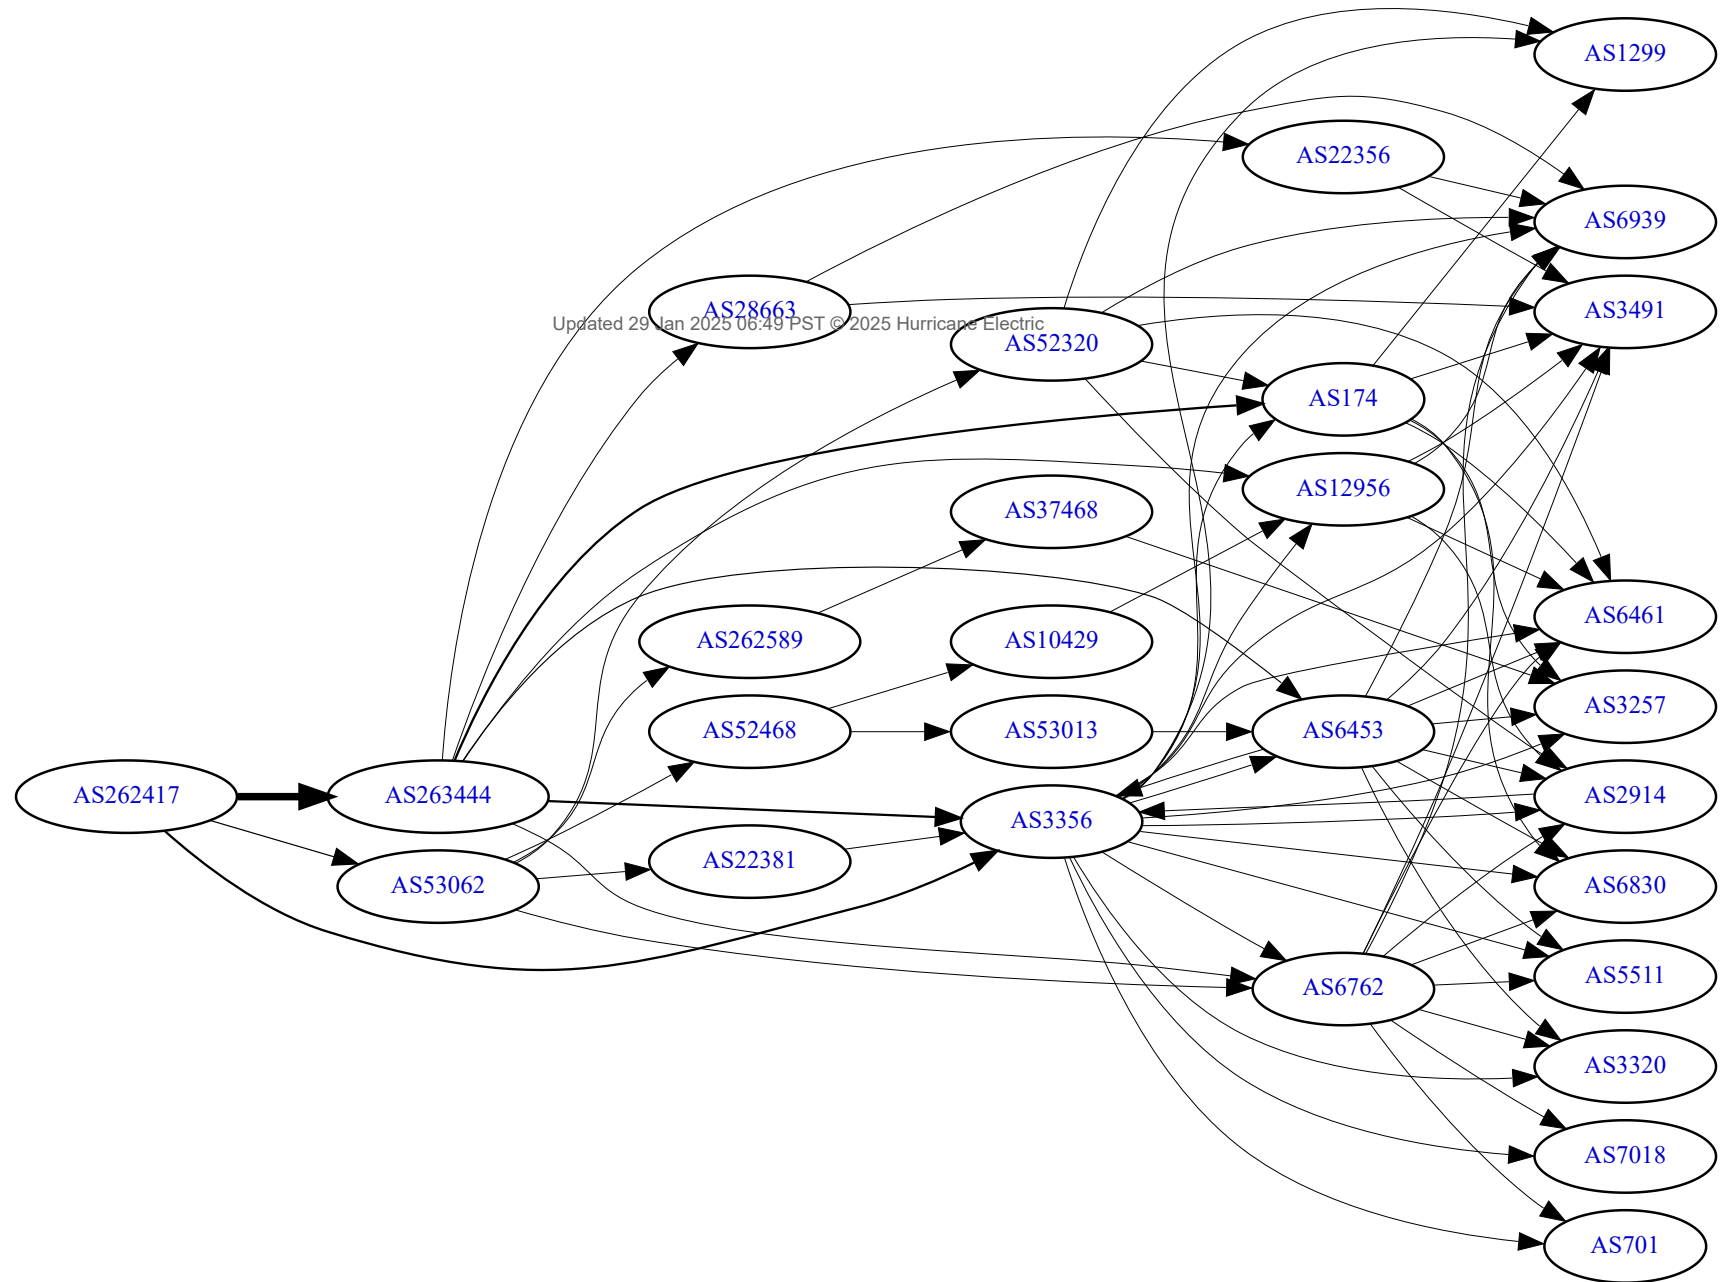 AS1299
AS22356
AS6939
AS28663
AS3491
Updated 29 Jan 2025 06:49 PST © 2025 Hurricane Electric
AS52320
AS174
AS12956
AS37468
AS6461
AS262589
AS10429
AS3257
AS52468
AS53013
AS6453
AS262417
AS263444
AS2914
AS3356
AS22381
AS53062
AS6830
AS5511
AS6762
AS3320
AS7018
AS701